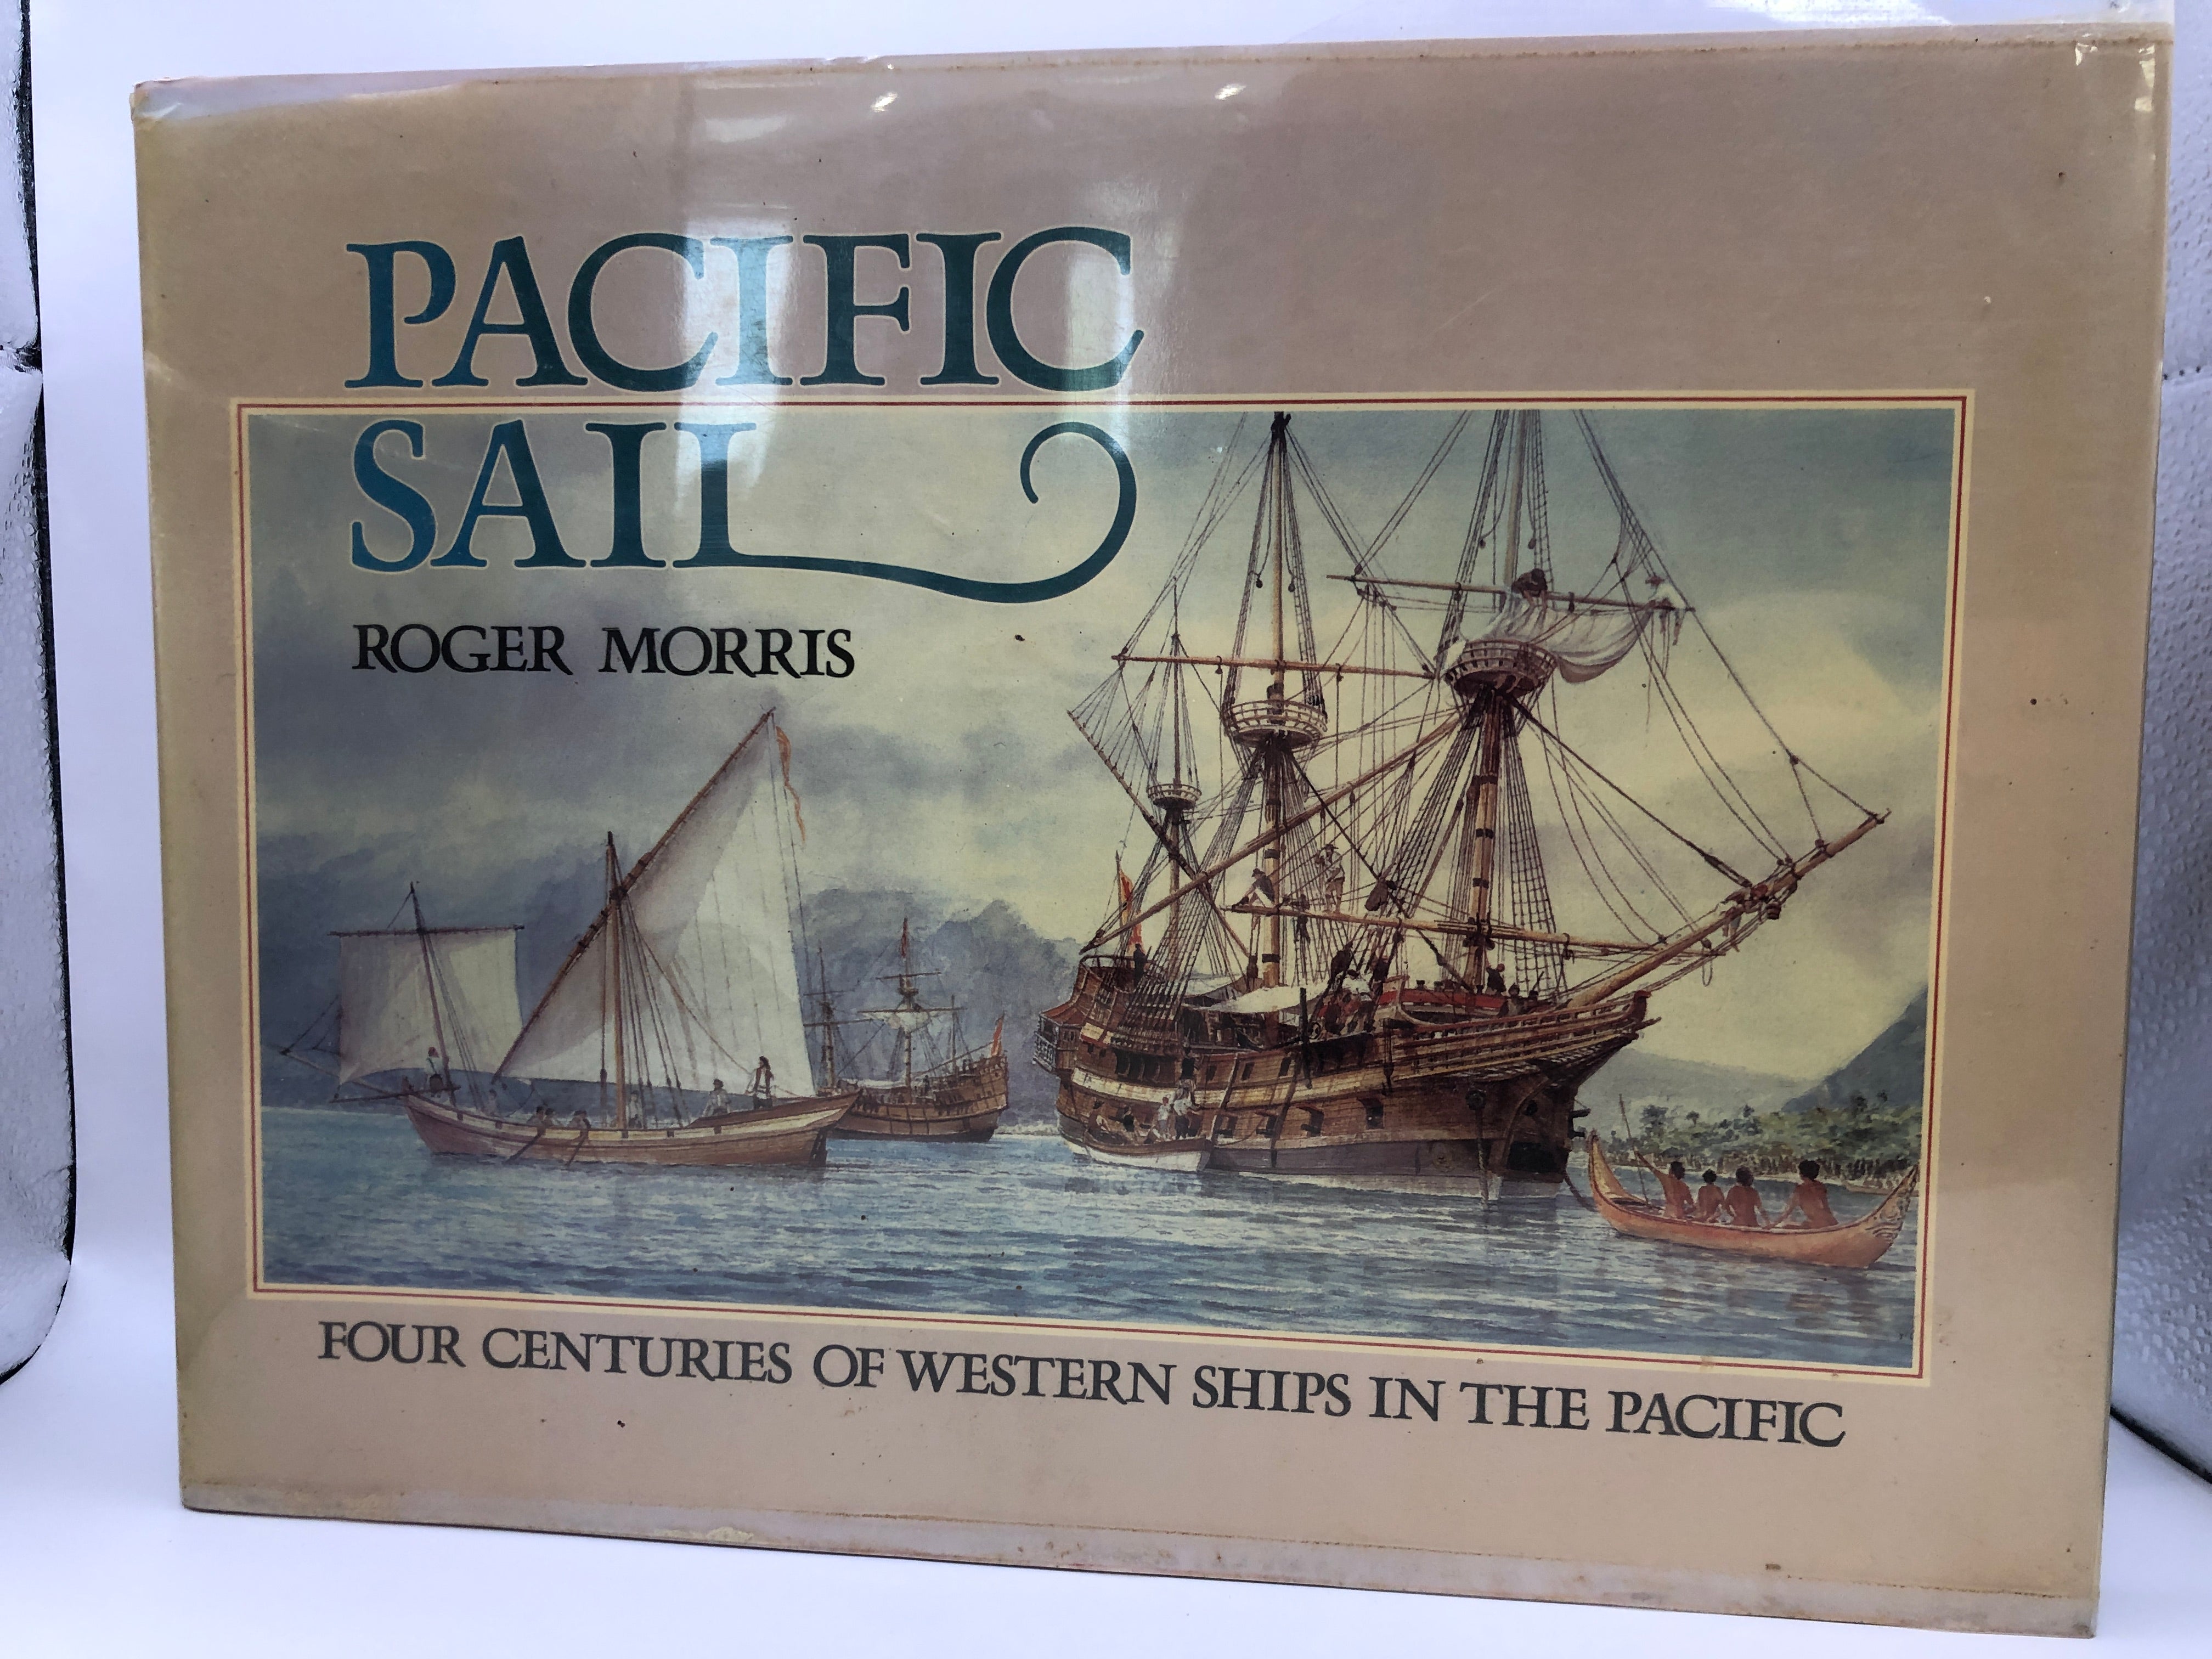 PACIFIC
SAIL
ROGER MORRIS
FOUR CENTURIES OF WESTERN SHIPS IN THE PACIFIC